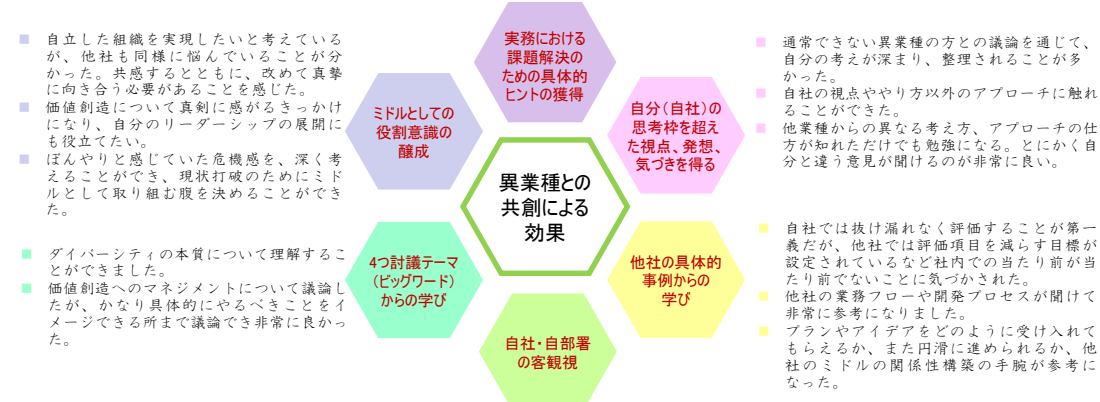 自立した組織を実現したいと考えている
が、他社も同様に悩んでいることが分
かった。共感するとともに、改めて真摯
に向き合う必要があることを感じた。
価値創造について真剣に感がるきっかけ
になり、自分のリーダーシップの展開に
も役立てたい。
ぼんやりと感じていた危機感を、深く考
えることができ、現状打破のためにミド
ルとして取り組む腹を決めることができ
た。
ダイバーシティの本質について理解するこ
とができました。
価値創造へのマネジメントについて議論し
たが、かなり具体的にやるべきことをイ
メージできる所まで議論でき非常に良かっ
た。
実務における
課題解決の
ための具体的
ヒントの獲得
ミドルとしての
役割意識の
醸成
自分（自社）の
思考枠を超え
た視点、発想、
気づきを得る
異業種との
共創による
効果
4つ討議テーマ
（ビッグワード）
からの学び
他社の具体的
事例からの
学び
自社・自部署
の客観視
通常できない異業種の方との議論を通じて、
自分の考えが深まり、整理されることが多
かった。
自社の視点ややり方以外のアプローチに触れ
ることができた。
他業種からの異なる考え方、アプローチの仕
方が知れただけでも勉強になる。とにかく自
分と違う意見が聞けるのが非常に良い。
自社では抜け漏れなく評価することが第一
義だが、他社では評価項目を減らす目標が
設定されているなど社内での当たり前が当
たり前でないことに気づかされた。
他社の業務フローや開発プロセスが聞けて
非常に参考になりました。
プランやアイデアをどのように受け入れて
もらえるか、また円滑に進められるか、他
社のミドルの関係性構築の手腕が参考に
なった。